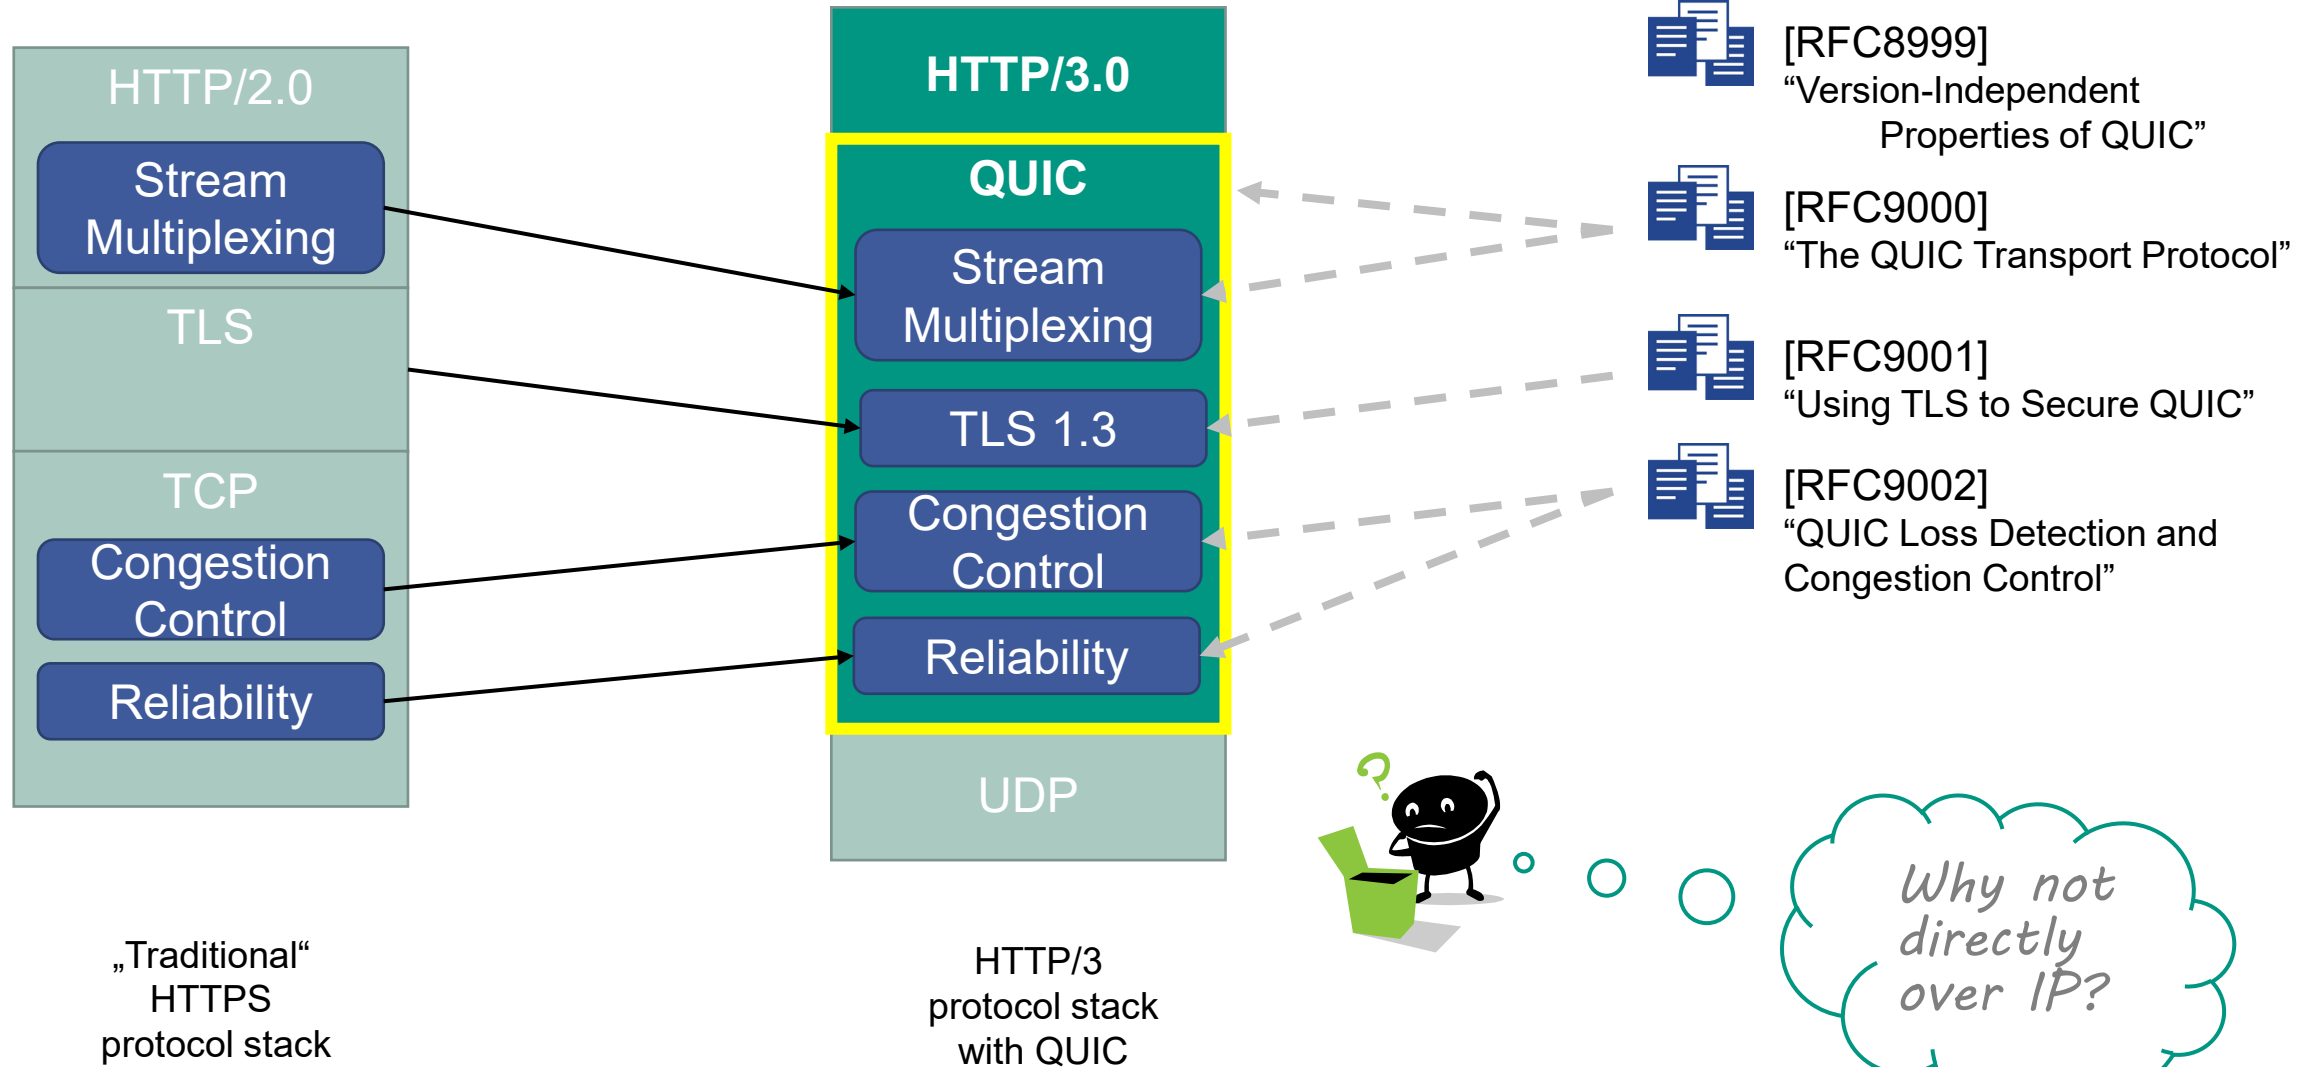 HTTP/2.0
Stream
Multiplexing
TLS
TCP
Congestion
Control
Reliability
„Traditional“
HTTPS
protocol stack
HTTP/3.0
QUIC
Stream
Multiplexing
TLS 1.3
Congestion
Control
Reliability
UDP
HTTP/3
protocol stack
with QUIC
[RFC8999]
“Version-Independent
Properties of QUIC”
[RFC9000]
“The QUIC Transport Protocol”
[RFC9001]
“Using TLS to Secure QUIC”
[RFC9002]
“QUIC Loss Detection and
Congestion Control”
?
Why not
directly
over IP?